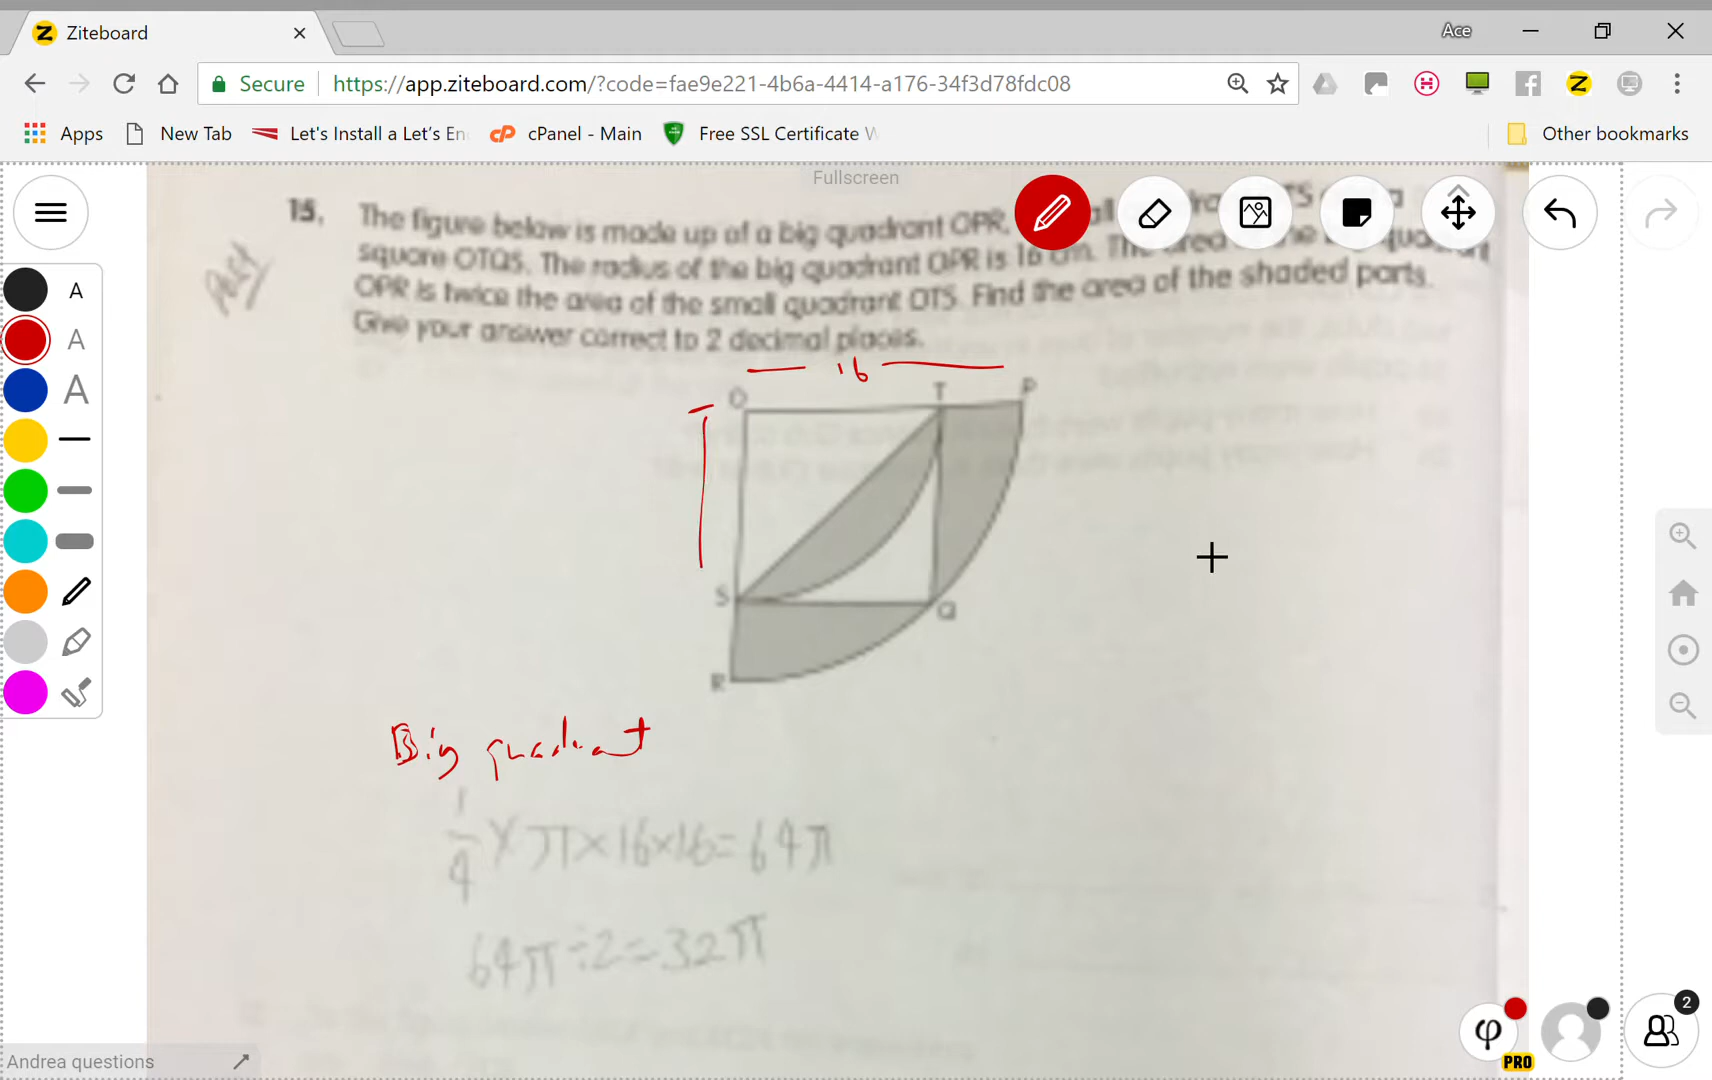 Ziteboard
Ace
Secure
https://app.ziteboard.com/?code=fae9e221-4b6a-4414-a176-34f3d78fdc08
Apps
New Tab
Let's Install a Let's En
cPanel - Main
Free SSL Certificate W
Other bookmarks
Fullscreen
15. The figure below is made up of a big quadrant OPR,
square OTQS. The radius of the big quadrant OPR is 16 cm. The area quadrant
OPR is twice the area of the small quadrant OTS. Find the area of the shaded parts.
Give your answer correct to 2 decimal places.
A
A
A
16
O T P
S Q
R
Big quadrant
1/4 × π × 16 × 16 = 64π
64π ÷ 2 = 32π
Andrea questions
φ
PRO
2